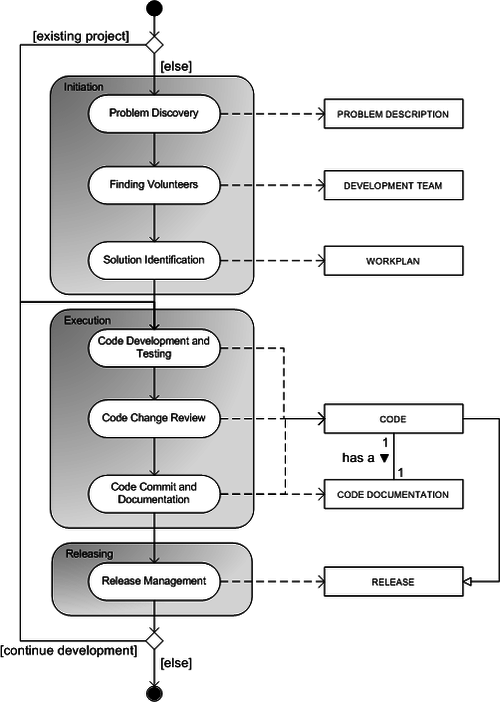 [existing project]
[else]
Initiation
Problem Discovery
PROBLEM DESCRIPTION
Finding Volunteers
DEVELOPMENT TEAM
Solution Identification
WORKPLAN
Execution
Code Development and
Testing
Code Change Review
CODE
1
has a ▼
1
Code Commit and
Documentation
CODE DOCUMENTATION
Releasing
Release Management
RELEASE
[continue development]
[else]